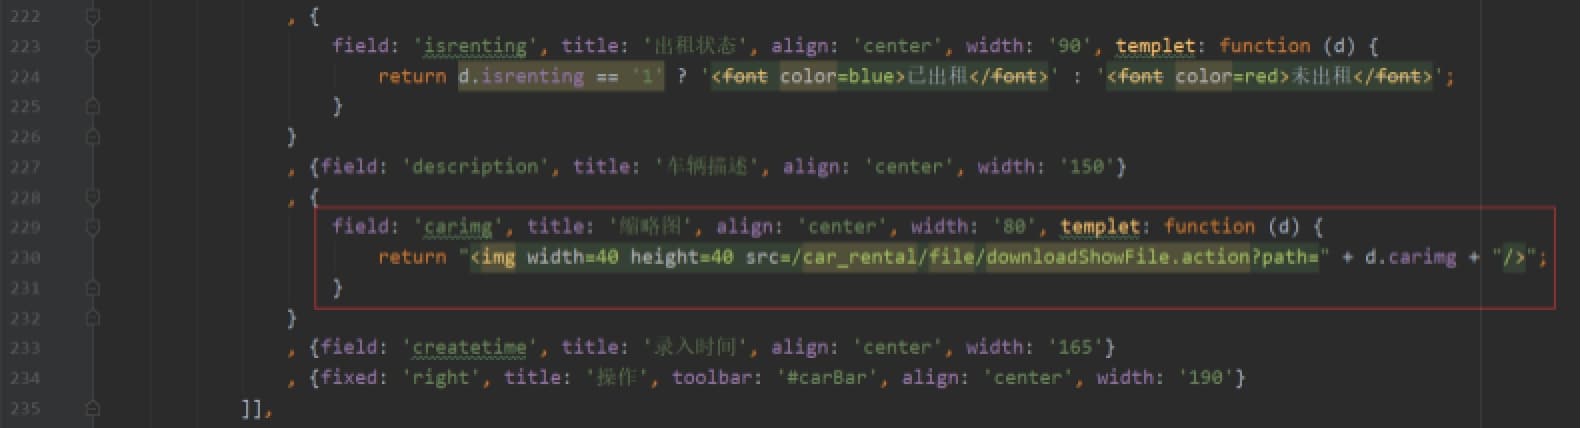 222 , {
223 field: 'isrenting', title: '出租状态', align: 'center', width: '90', templet: function (d) {
224 return d.isrenting == '1' ? '<font color=blue>已出租</font>' : '<font color=red>未出租</font>';
225 }
226 }
227 , {field: 'description', title: '车辆描述', align: 'center', width: '150'}
228 , {
229 field: 'carimg', title: '缩略图', align: 'center', width: '80', templet: function (d) {
230 return "<img width=40 height=40 src=/car_rental/file/downloadShowFile.action?path=" + d.carimg + "/>";
231 }
232 }
233 , {field: 'createtime', title: '录入时间', align: 'center', width: '165'}
234 , {fixed: 'right', title: '操作', toolbar: '#carBar', align: 'center', width: '190'}
235 ]],